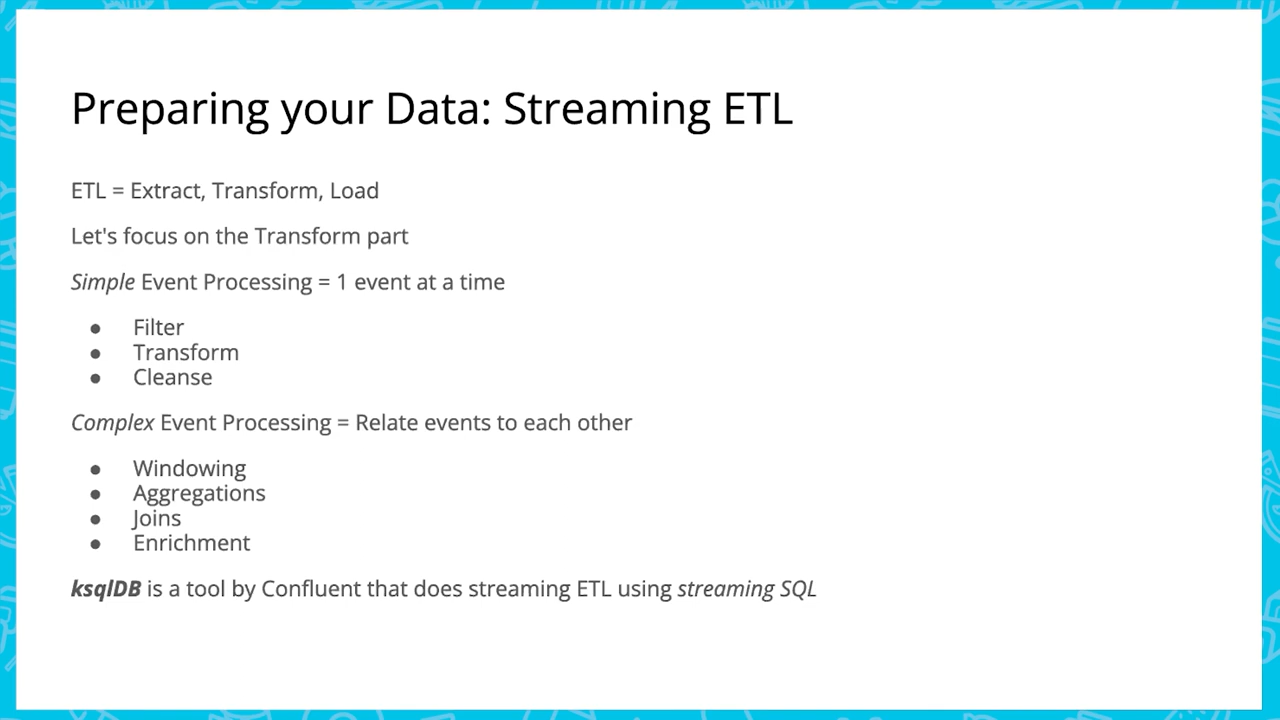 Preparing your Data: Streaming ETL
ETL = Extract, Transform, Load
Let's focus on the Transform part
Simple Event Processing = 1 event at a time
● Filter
● Transform
● Cleanse
Complex Event Processing = Relate events to each other
● Windowing
● Aggregations
● Joins
● Enrichment
ksqlDB is a tool by Confluent that does streaming ETL using streaming SQL